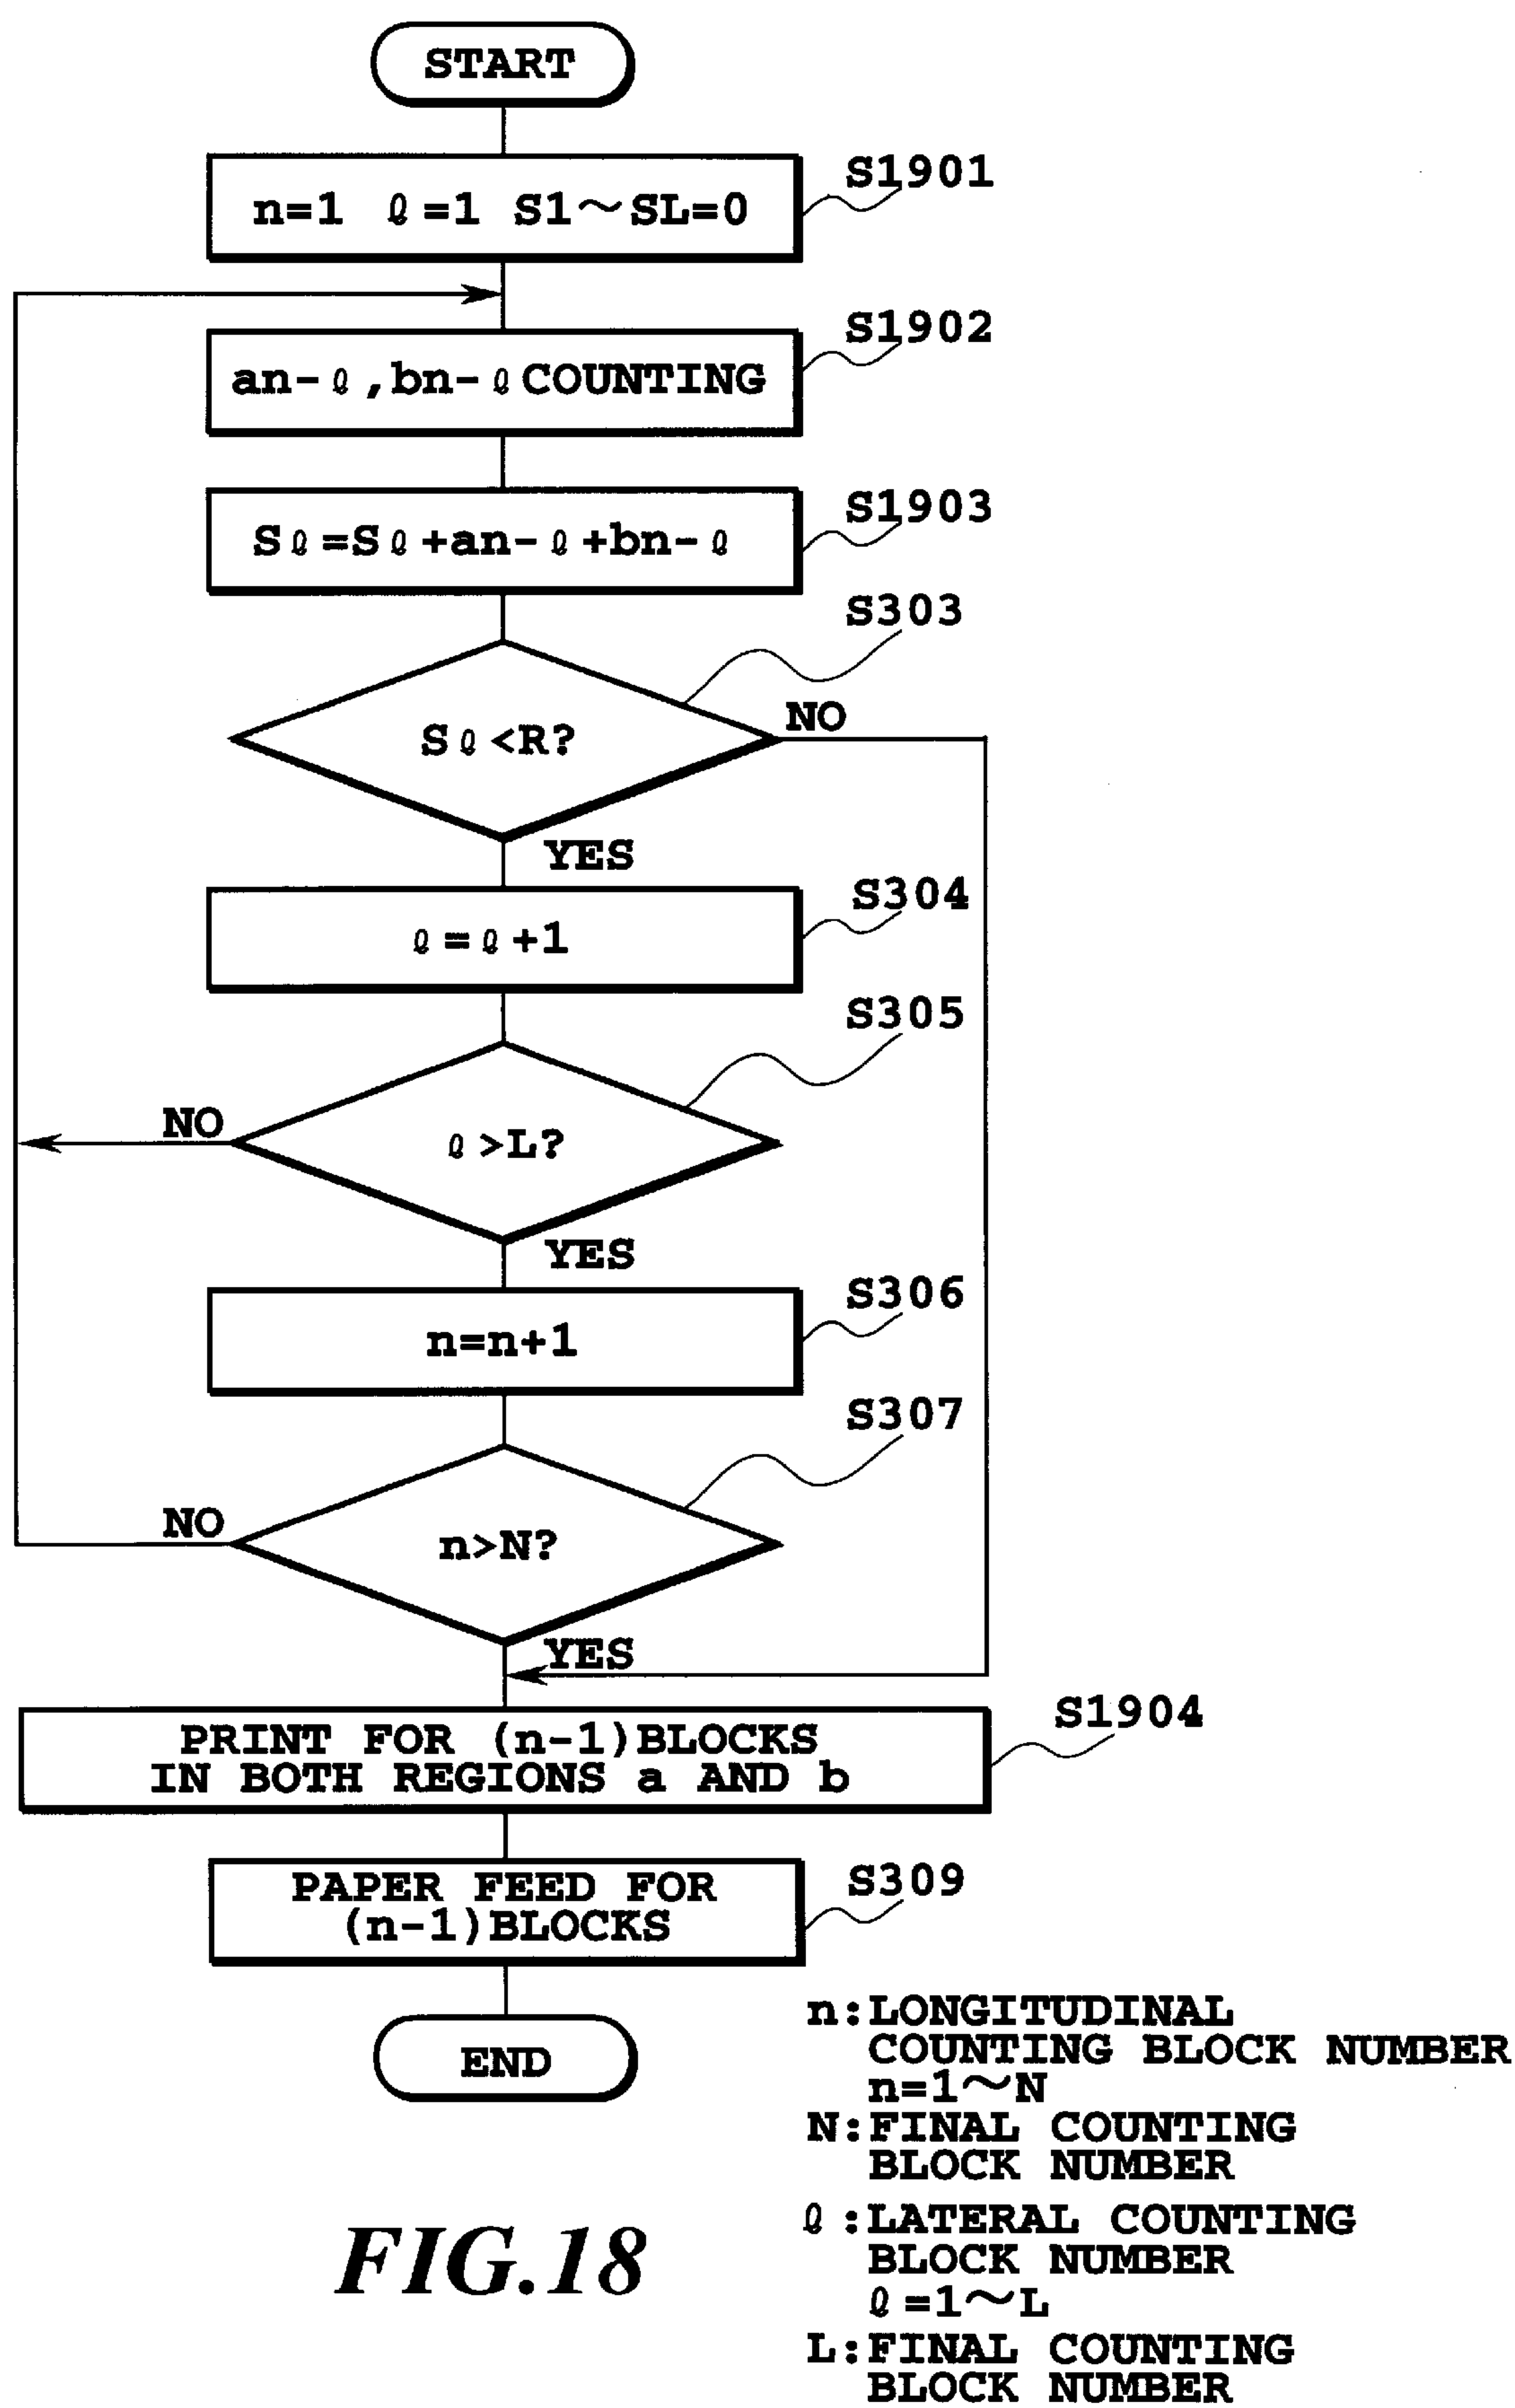 START
n=1 ℓ=1 S1~SL=0
S1901
an-ℓ,bn-ℓ COUNTING
S1902
Sℓ=Sℓ+an-ℓ+bn-ℓ
S1903
S303
Sℓ<R?
NO
YES
ℓ=ℓ+1
S304
S305
ℓ>L?
NO
YES
n=n+1
S306
S307
n>N?
NO
YES
PRINT FOR (n-1)BLOCKS
IN BOTH REGIONS a AND b
S1904
PAPER FEED FOR
(n-1)BLOCKS
S309
END
n:LONGITUDINAL
COUNTING BLOCK NUMBER
n=1~N
N:FINAL COUNTING
BLOCK NUMBER
ℓ:LATERAL COUNTING
BLOCK NUMBER
ℓ=1~L
L:FINAL COUNTING
BLOCK NUMBER
FIG.18